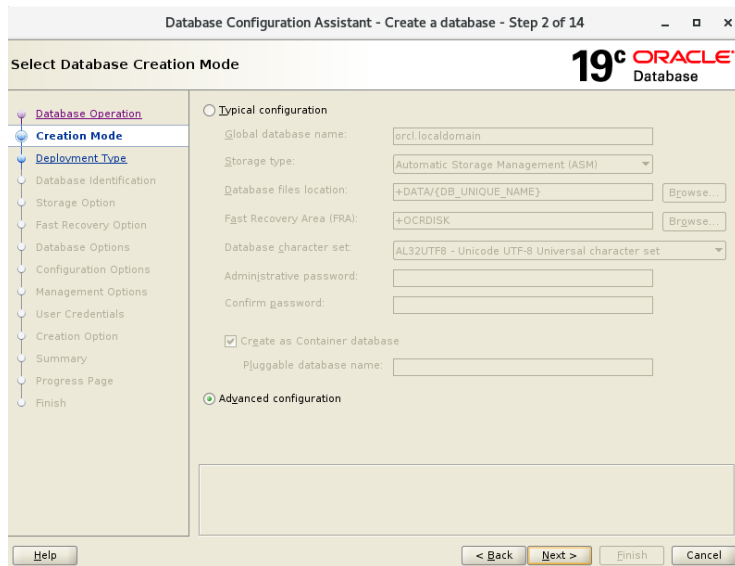 Database Configuration Assistant - Create a database - Step 2 of 14
Select Database Creation Mode
19c ORACLE
Database
Database Operation
Creation Mode
Deployment Type
Database Identification
Storage Option
Fast Recovery Option
Database Options
Configuration Options
Management Options
User Credentials
Creation Option
Summary
Progress Page
Finish
Typical configuration
Global database name: orcl.localdomain
Storage type: Automatic Storage Management (ASM)
Database files location: +DATA/{DB_UNIQUE_NAME} Browse...
Fast Recovery Area (FRA): +OCRDISK Browse...
Database character set: AL32UTF8 - Unicode UTF-8 Universal character set
Administrative password:
Confirm password:
Create as Container database
Pluggable database name:
Advanced configuration
Help < Back Next > Finish Cancel